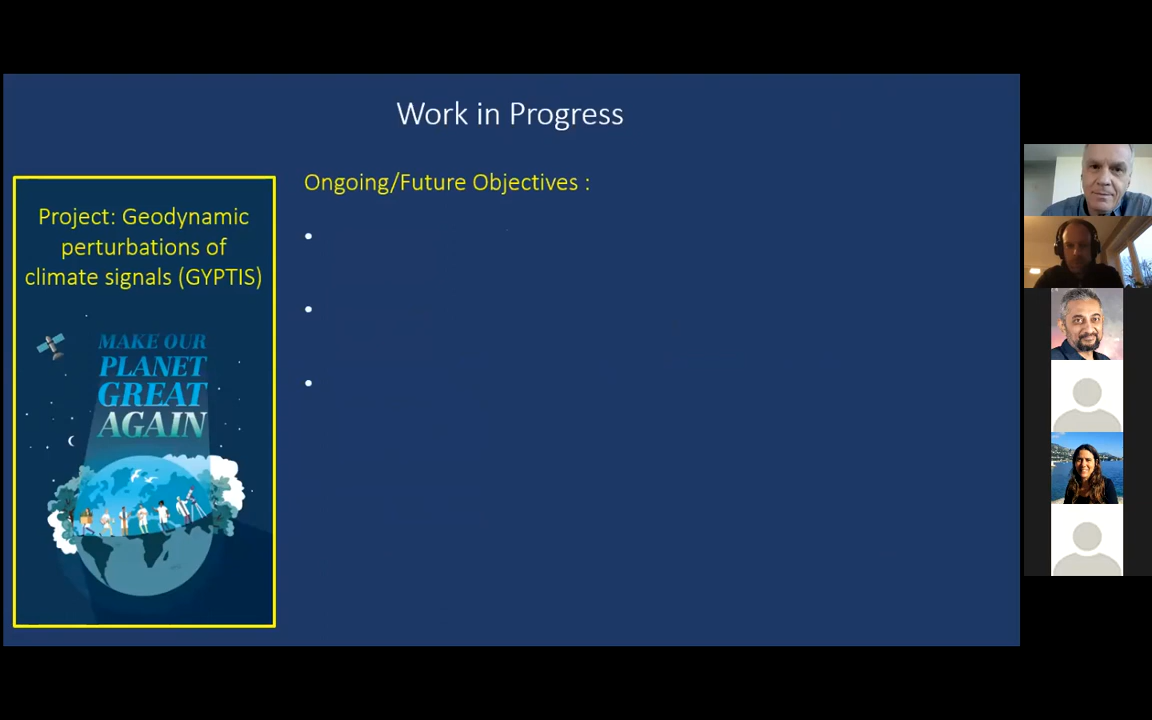 Work in Progress
Ongoing/Future Objectives :
Project: Geodynamic
perturbations of
climate signals (GYPTIS)
MAKE OUR
PLANET
GREAT
AGAIN